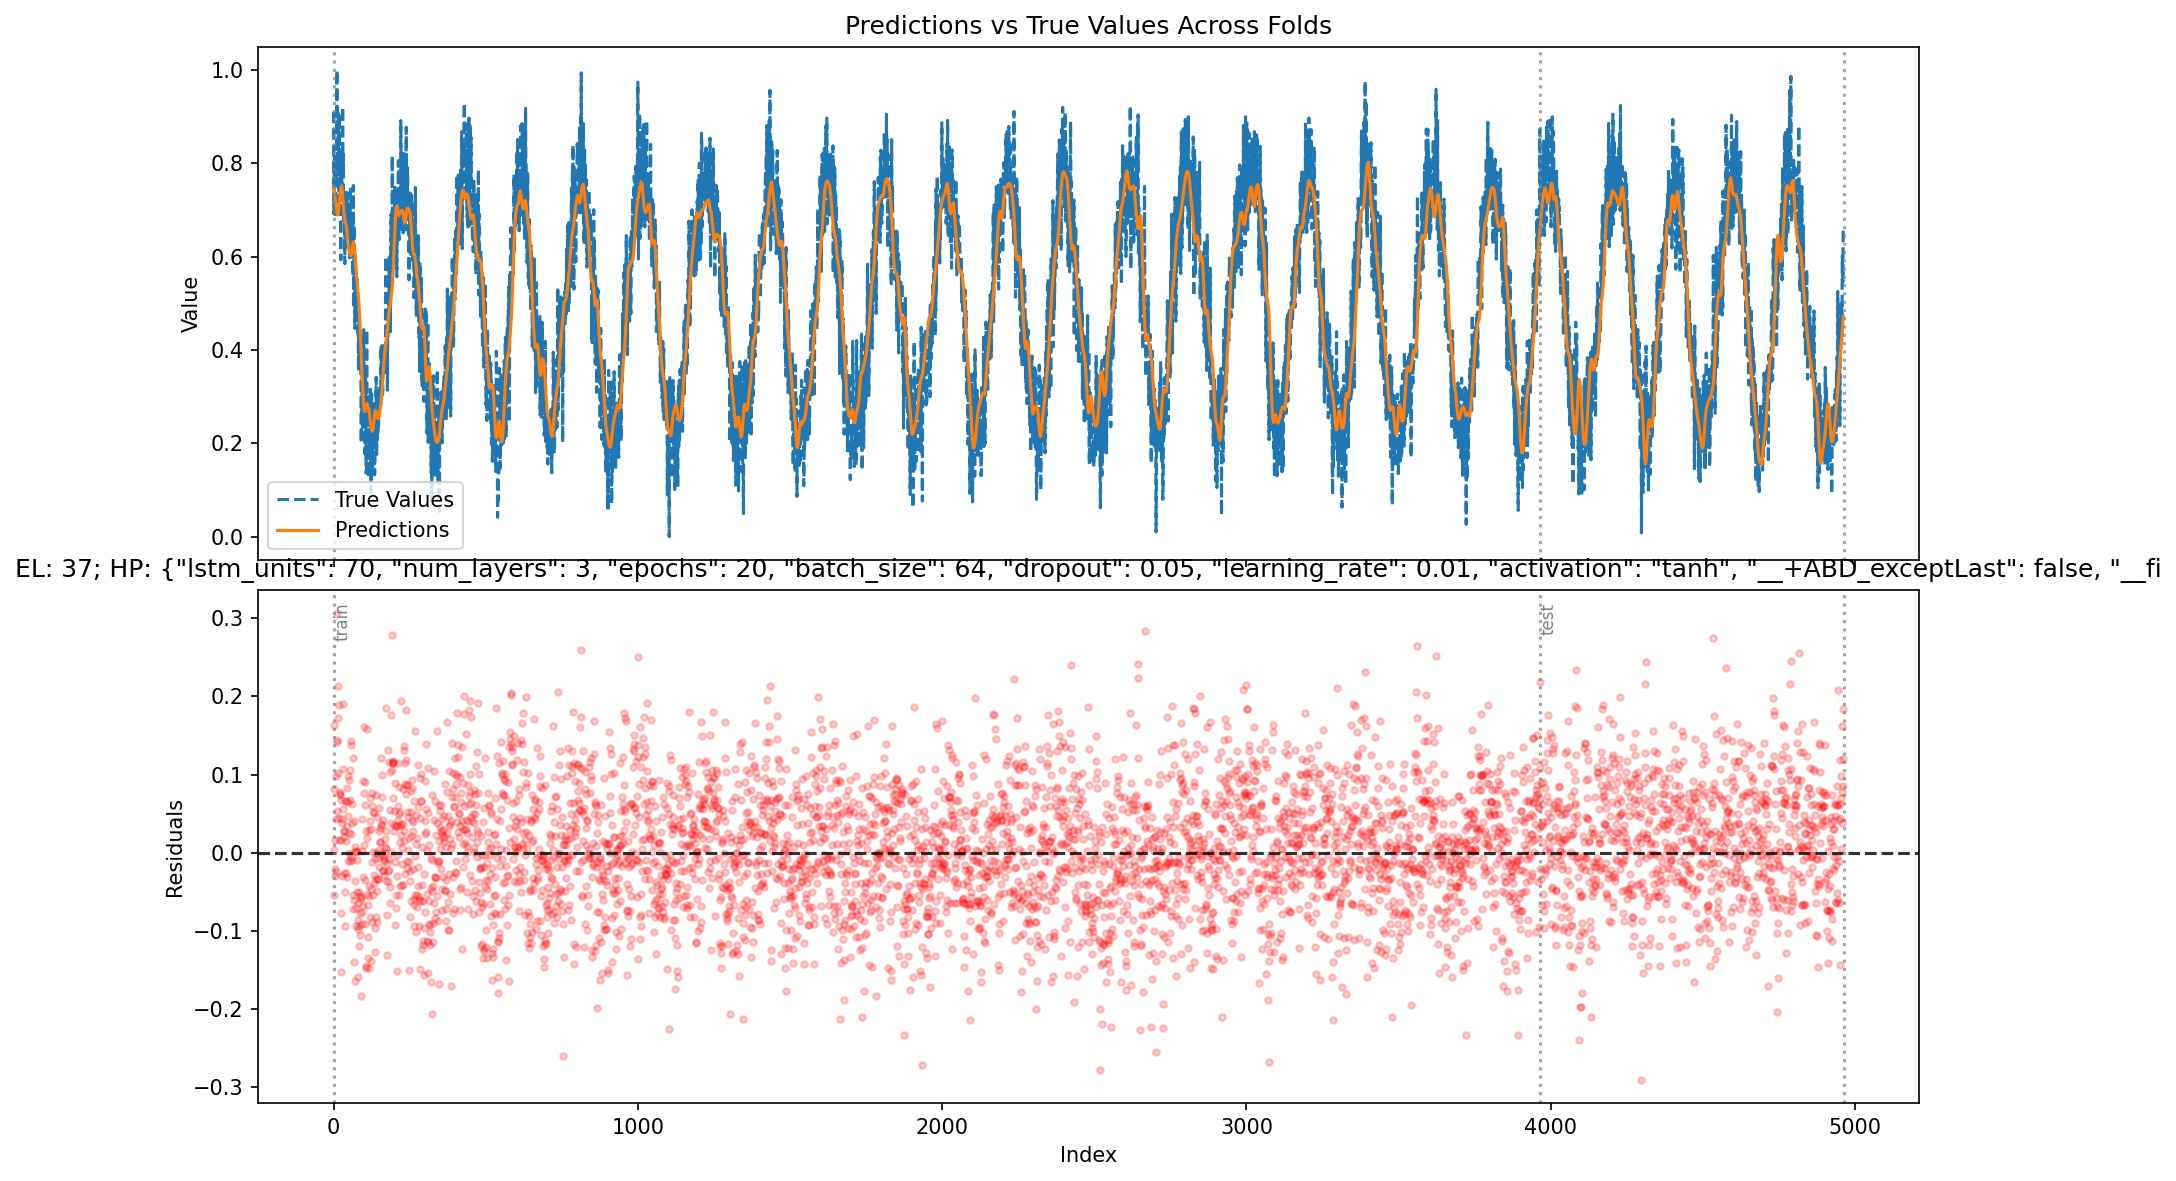 Predictions vs True Values Across Folds
1.0
0.8
0.6
0.4
0.2
0.0
Value
True Values
Predictions
EL: 37; HP: {"lstm_units": 70, "num_layers": 3, "epochs": 20, "batch_size": 64, "dropout": 0.05, "learning_rate": 0.01, "activation": "tanh", "__+ABD_exceptLast": false, "__fi
train
test
0.3
0.2
0.1
0.0
−0.1
−0.2
−0.3
Residuals
0 1000 2000 3000 4000 5000
Index